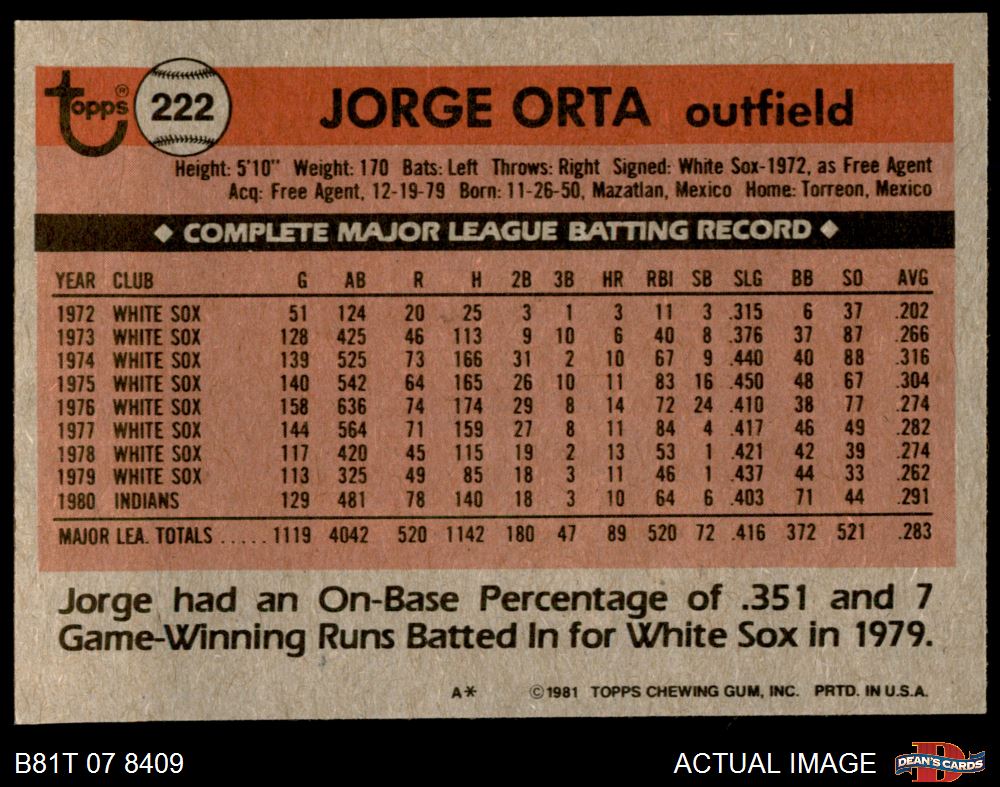 Topps® 222 JORGE ORTA outfield
Height: 5'10" Weight: 170 Bats: Left Throws: Right Signed: White Sox-1972, as Free Agent
Acq: Free Agent, 12-19-79 Born: 11-26-50, Mazatlan, Mexico Home: Torreon, Mexico
◆ COMPLETE MAJOR LEAGUE BATTING RECORD ◆
YEAR CLUB G AB R H 2B 3B HR RBI SB SLG BB SO AVG
1972 WHITE SOX 51 124 20 25 3 1 3 11 3 .315 6 37 .202
1973 WHITE SOX 128 425 46 113 9 10 6 40 8 .376 37 87 .266
1974 WHITE SOX 139 525 73 166 31 2 10 67 9 .440 40 88 .316
1975 WHITE SOX 140 542 64 165 26 10 11 83 16 .450 48 67 .304
1976 WHITE SOX 158 636 74 174 29 8 14 72 24 .410 38 77 .274
1977 WHITE SOX 144 564 71 159 27 8 11 84 4 .417 46 49 .282
1978 WHITE SOX 117 420 45 115 19 2 13 53 1 .421 42 39 .274
1979 WHITE SOX 113 325 49 85 18 3 11 46 1 .437 44 33 .262
1980 INDIANS 129 481 78 140 18 3 10 64 6 .403 71 44 .291
MAJOR LEA. TOTALS ..... 1119 4042 520 1142 180 47 89 520 72 .416 372 521 .283
Jorge had an On-Base Percentage of .351 and 7
Game-Winning Runs Batted In for White Sox in 1979.
A* ©1981 TOPPS CHEWING GUM, INC. PRTD. IN U.S.A.
B81T 07 8409 ACTUAL IMAGE D DEAN'S CARDS